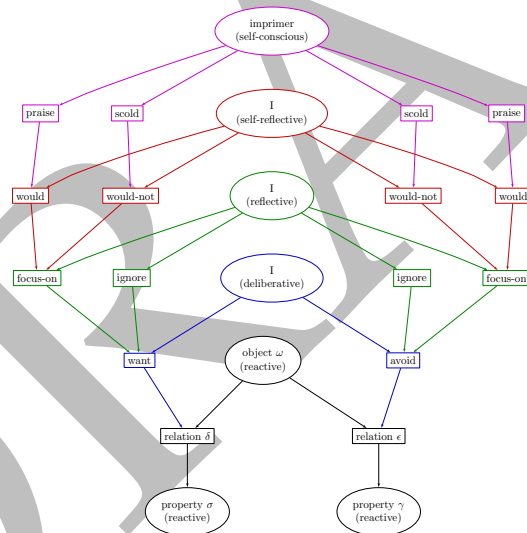 imprimer
(self-conscious)
praise
scold
I
(self-reflective)
scold
praise
would
would-not
I
(reflective)
would-not
would
focus-on
ignore
I
(deliberative)
ignore
focus-on
want
object ω
(reactive)
avoid
relation δ
relation ϵ
property σ
(reactive)
property γ
(reactive)